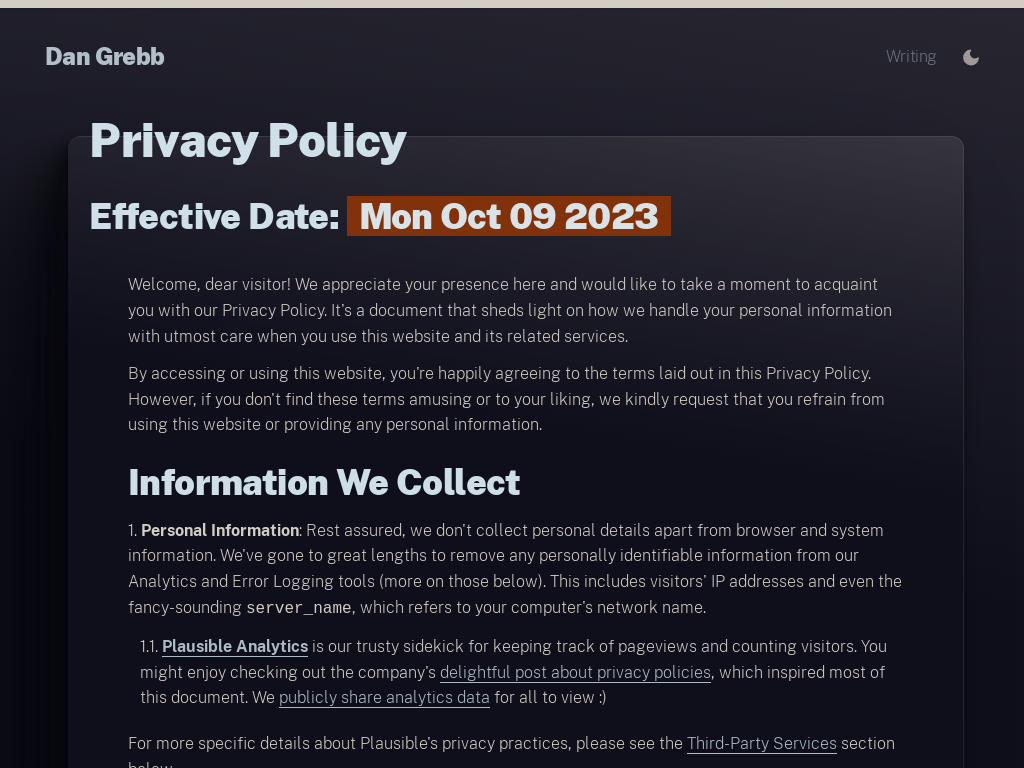 Dan Grebb
Writing
Privacy Policy
Effective Date: Mon Oct 09 2023
Welcome, dear visitor! We appreciate your presence here and would like to take a moment to acquaint
you with our Privacy Policy. It's a document that sheds light on how we handle your personal information
with utmost care when you use this website and its related services.
By accessing or using this website, you're happily agreeing to the terms laid out in this Privacy Policy.
However, if you don't find these terms amusing or to your liking, we kindly request that you refrain from
using this website or providing any personal information.
Information We Collect
1. Personal Information: Rest assured, we don't collect personal details apart from browser and system
information. We've gone to great lengths to remove any personally identifiable information from our
Analytics and Error Logging tools (more on those below). This includes visitors' IP addresses and even the
fancy-sounding server_name, which refers to your computer's network name.
1.1. Plausible Analytics is our trusty sidekick for keeping track of pageviews and counting visitors. You
might enjoy checking out the company's delightful post about privacy policies, which inspired most of
this document. We publicly share analytics data for all to view :)
For more specific details about Plausible's privacy practices, please see the Third-Party Services section
below.